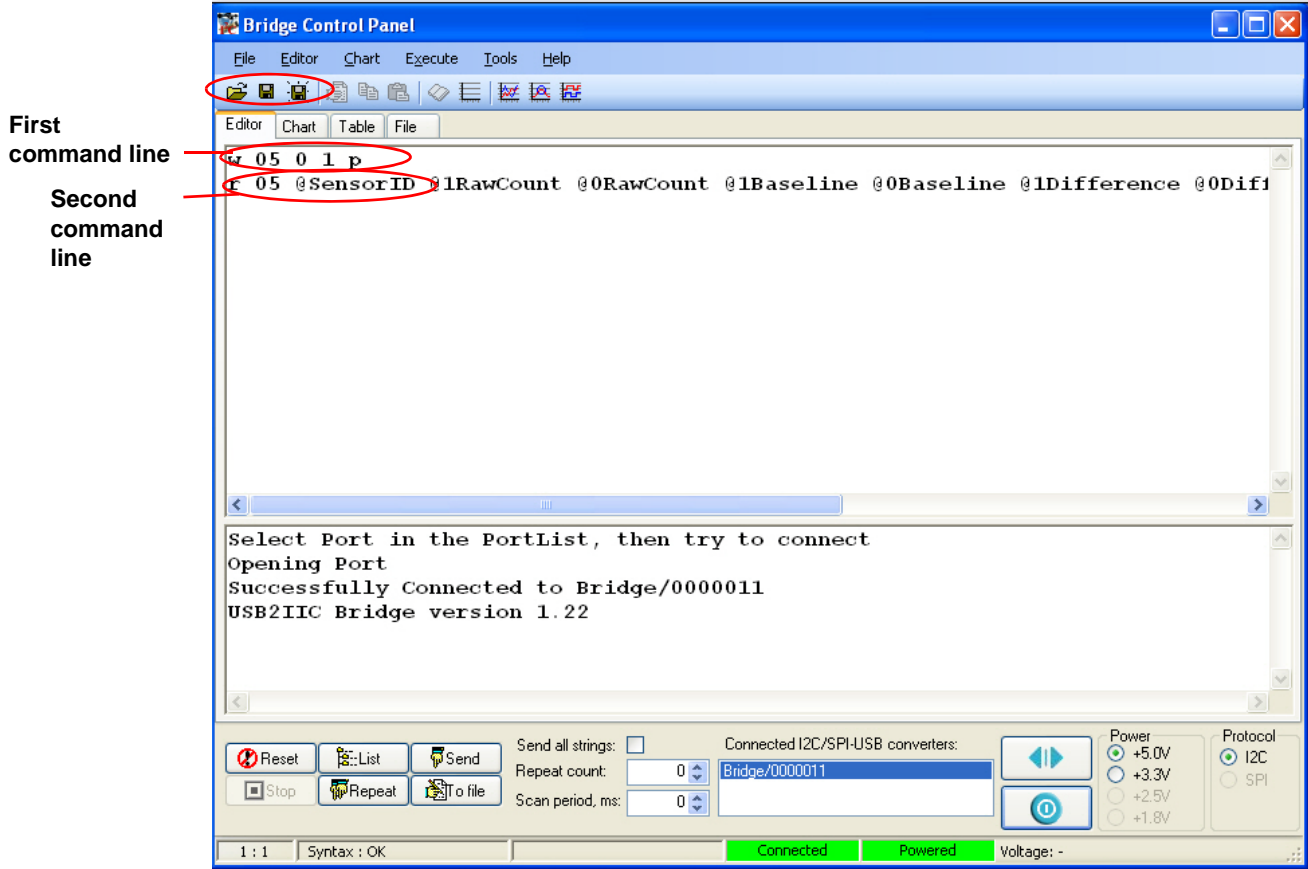 Bridge Control Panel
File Editor Chart Execute Tools Help
Editor Chart Table File
First
command line
w 05 0 1 p
r 05 @SensorID @1RawCount @0RawCount @1Baseline @0Baseline @1Difference @0Diff
Second
command
line
Select Port in the PortList, then try to connect
Opening Port
Successfully Connected to Bridge/0000011
USB2IIC Bridge version 1.22
Reset List Send
Stop Repeat To file
Send all strings:
Repeat count: 0
Scan period, ms: 0
Connected I2C/SPI-USB converters:
Bridge/0000011
Power
+5.0V
+3.3V
+2.5V
+1.8V
Protocol
I2C
SPI
1 : 1 Syntax : OK Connected Powered Voltage: -